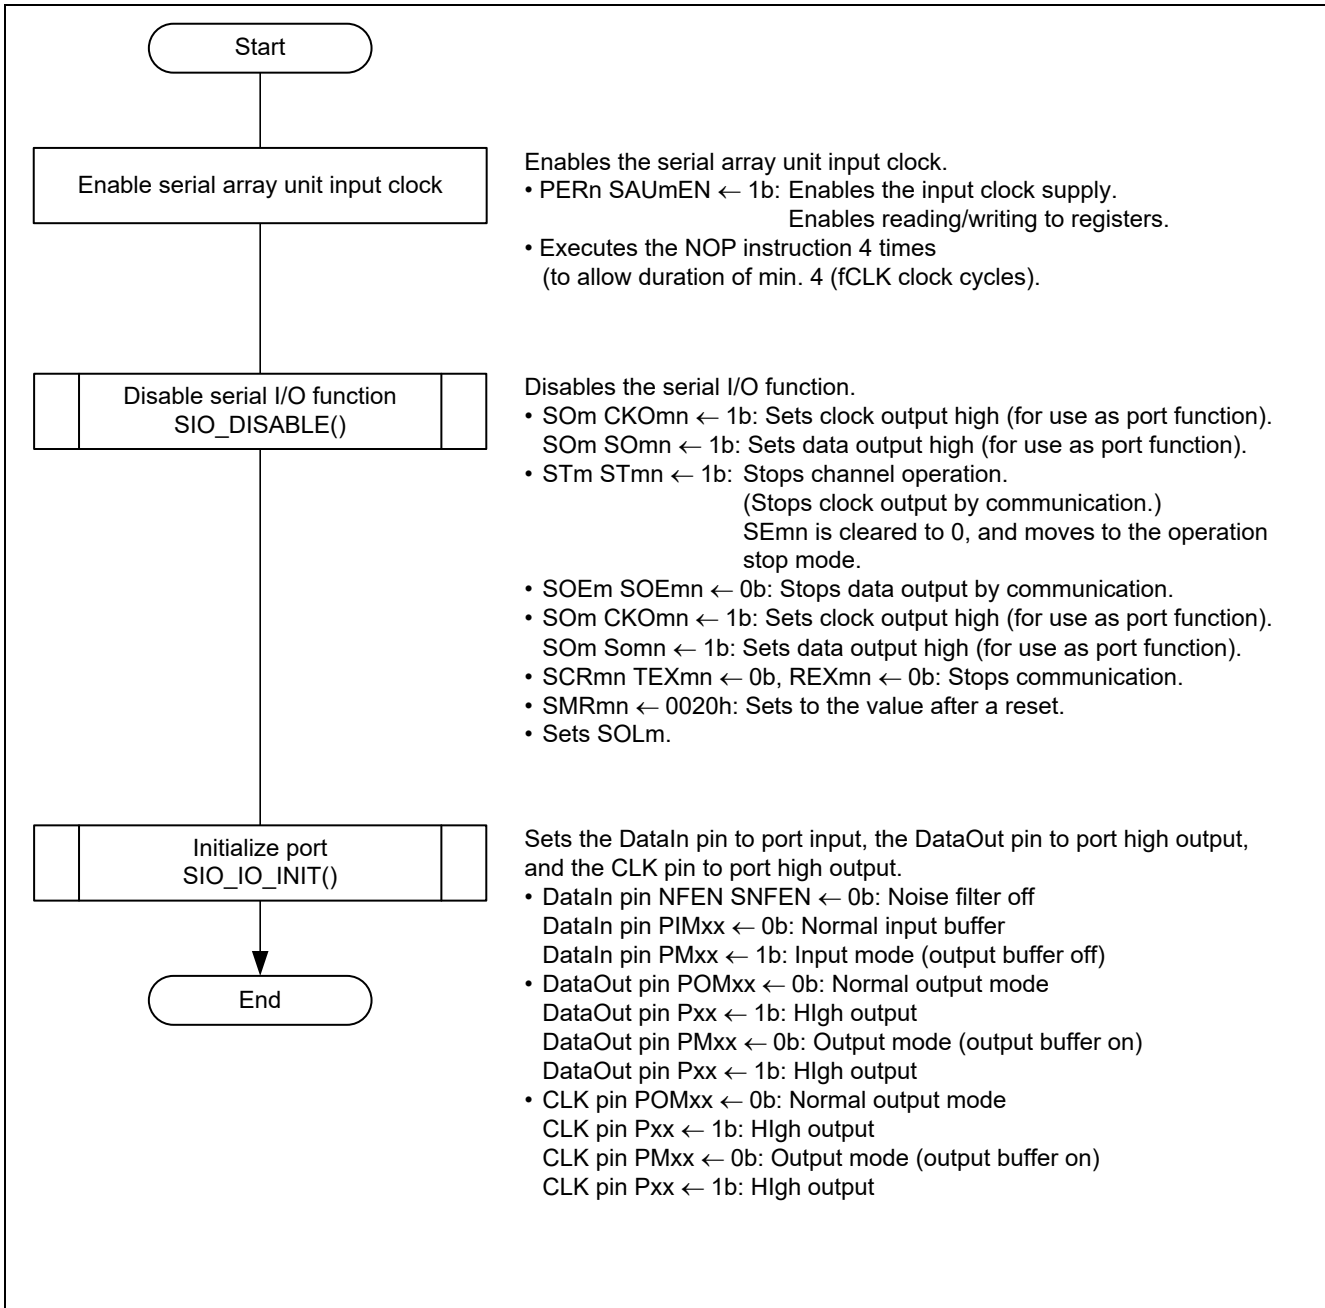 Start
Enable serial array unit input clock
Enables the serial array unit input clock.
• PERn SAUmEN ← 1b: Enables the input clock supply.
Enables reading/writing to registers.
• Executes the NOP instruction 4 times
(to allow duration of min. 4 (fCLK clock cycles).
Disable serial I/O function
SIO_DISABLE()
Disables the serial I/O function.
• SOm CKOmn ← 1b: Sets clock output high (for use as port function).
SOm SOmn ← 1b: Sets data output high (for use as port function).
• STm STmn ← 1b: Stops channel operation.
(Stops clock output by communication.)
SEmn is cleared to 0, and moves to the operation
stop mode.
• SOEm SOEmn ← 0b: Stops data output by communication.
• SOm CKOmn ← 1b: Sets clock output high (for use as port function).
SOm Somn ← 1b: Sets data output high (for use as port function).
• SCRmn TEXmn ← 0b, REXmn ← 0b: Stops communication.
• SMRmn ← 0020h: Sets to the value after a reset.
• Sets SOLm.
Initialize port
SIO_IO_INIT()
Sets the DataIn pin to port input, the DataOut pin to port high output,
and the CLK pin to port high output.
• DataIn pin NFEN SNFEN ← 0b: Noise filter off
DataIn pin PIMxx ← 0b: Normal input buffer
DataIn pin PMxx ← 1b: Input mode (output buffer off)
• DataOut pin POMxx ← 0b: Normal output mode
DataOut pin Pxx ← 1b: HIgh output
DataOut pin PMxx ← 0b: Output mode (output buffer on)
DataOut pin Pxx ← 1b: HIgh output
• CLK pin POMxx ← 0b: Normal output mode
CLK pin Pxx ← 1b: HIgh output
CLK pin PMxx ← 0b: Output mode (output buffer on)
CLK pin Pxx ← 1b: HIgh output
End